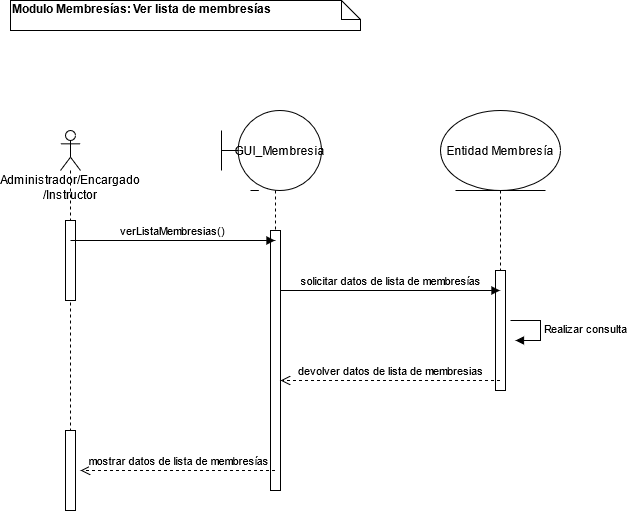 Modulo Membresías: Ver lista de membresías
GUI_Membresia
Entidad Membresía
Administrador/Encargado
/Instructor
verListaMembresias()
solicitar datos de lista de membresías
Realizar consulta
devolver datos de lista de membresias
mostrar datos de lista de membresías